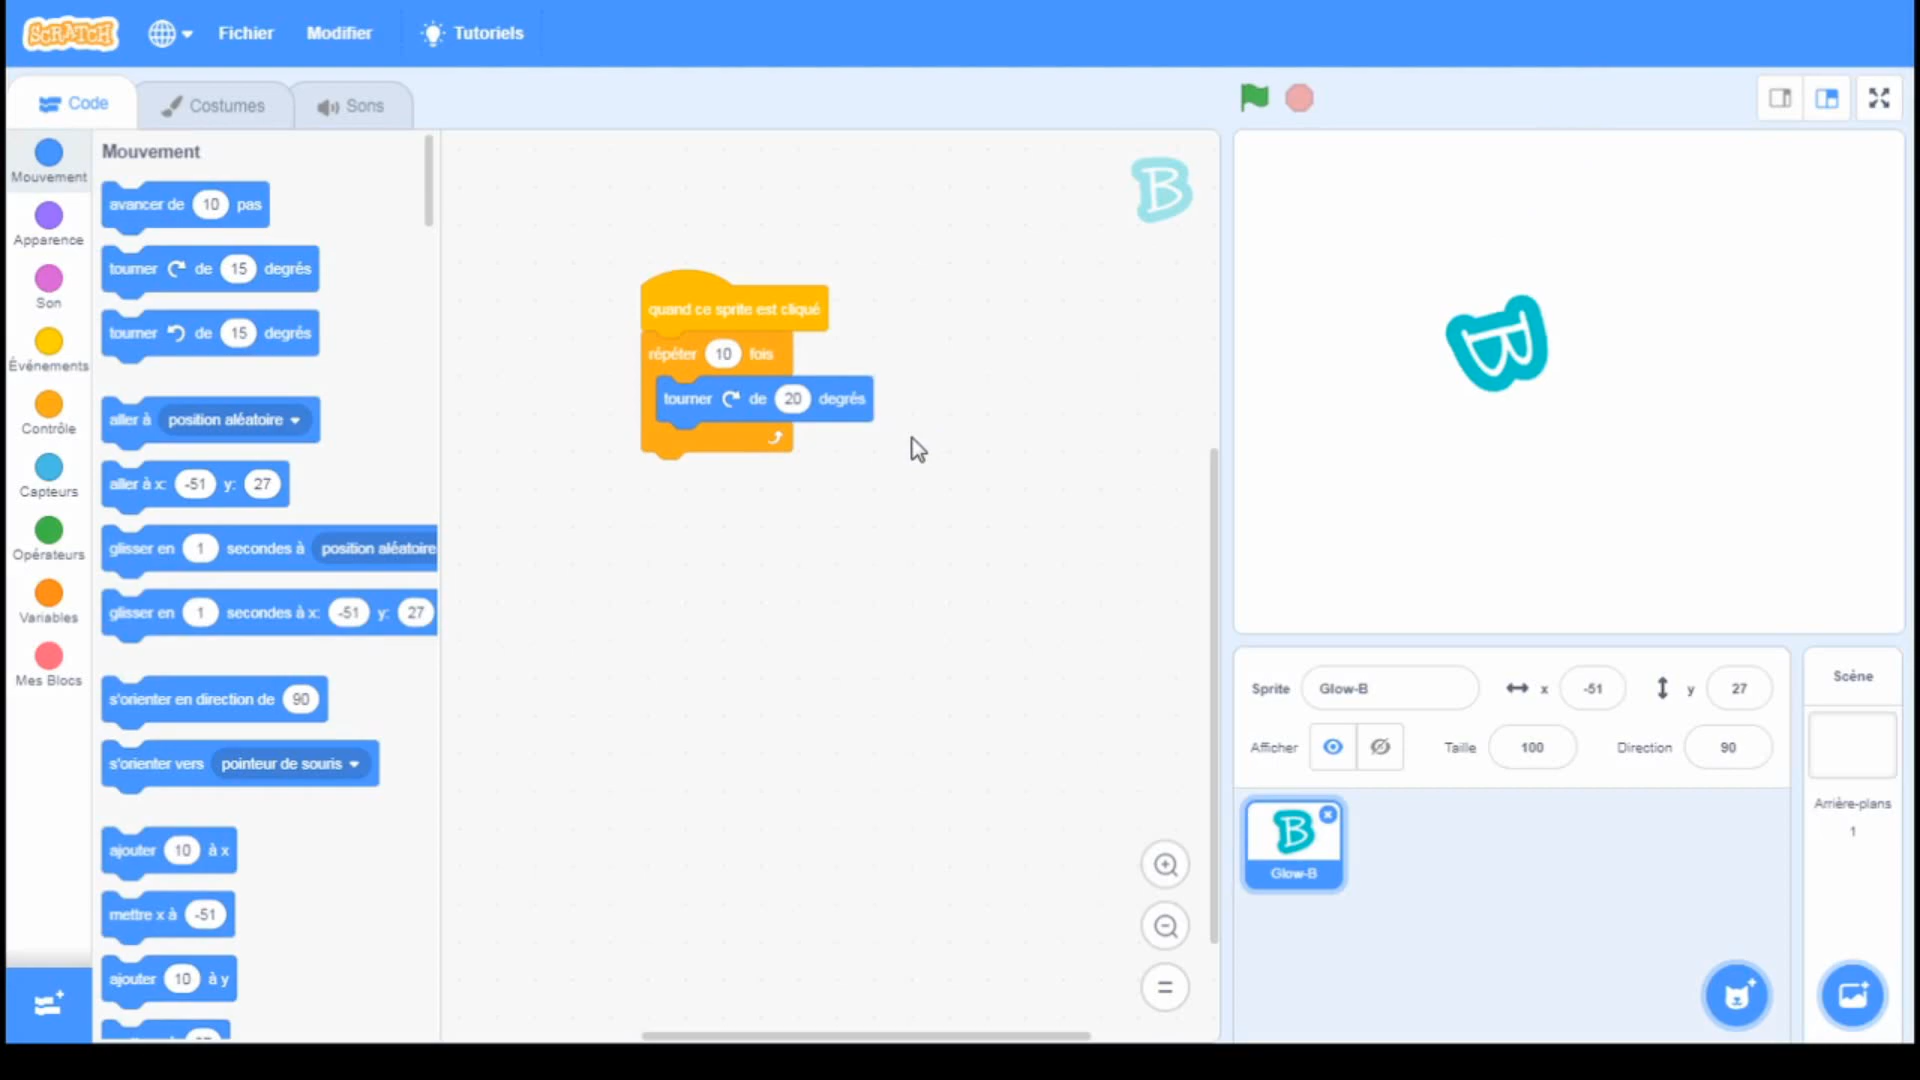 SCRATCH
Fichier
Modifier
Tutoriels
Code
Costumes
Sons
Mouvement
Apparence
Son
Événements
Contrôle
Capteurs
Opérateurs
Variables
Mes Blocs
Mouvement
avancer de 10 pas
tourner de 15 degrés
tourner de 15 degrés
aller à position aléatoire
aller à x: -51 y: 27
glisser en 1 secondes à position aléatoire
glisser en 1 secondes à x: -51 y: 27
s'orienter en direction de 90
s'orienter vers pointeur de souris
ajouter 10 à x
mettre x à -51
ajouter 10 à y
B
quand ce sprite est cliqué
répéter 10 fois
tourner de 20 degrés
B
Sprite Glow-B x -51 y 27
Afficher Taille 100 Direction 90
B
Glow-B
Scène
Arrière-plans
1